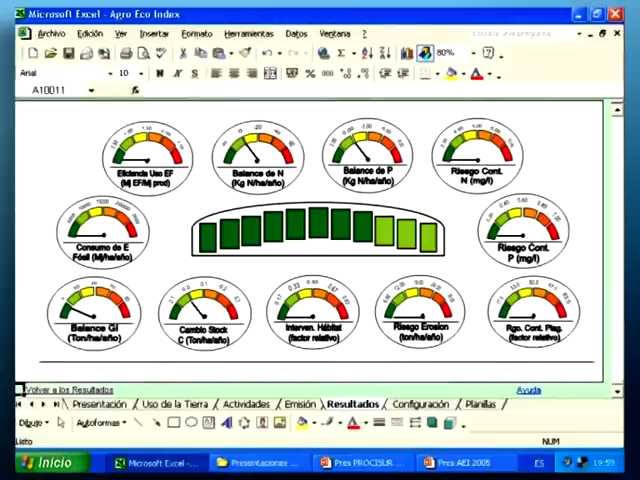 Microsoft Excel - Agro Eco Index
Archivo Edición Ver Insertar Formato Herramientas Datos Ventana ?
Escriba una pregunta
80%
Arial 10
A10011
Eficiencia Uso EF
(Mj EF/Mj prod)
Balance de N
(Kg N/ha/año)
Balance de P
(Kg N/ha/año)
Riesgo Cont.
N (mg/l)
Consumo de E
Fósil (Mj/ha/año)
Riesgo Cont.
P (mg/l)
Balance GI
(Ton/ha/año)
Cambio Stock
C (Ton/ha/año)
Interven. Hábitat
(factor relativo)
Riesgo Erosion
(ton/ha/año)
Rgo. Cont. Plag.
(factor relativo)
Volver a los Resultados
Ayuda
Presentación Uso de la Tierra Actividades Emisión Resultados Configuración Planillas
Dibujo Autoformas
Listo
NUM
Inicio
Microsoft Excel -...
Presentaciones ...
Pres PROCISUR ...
Pres AEI 2005
ES
19:59